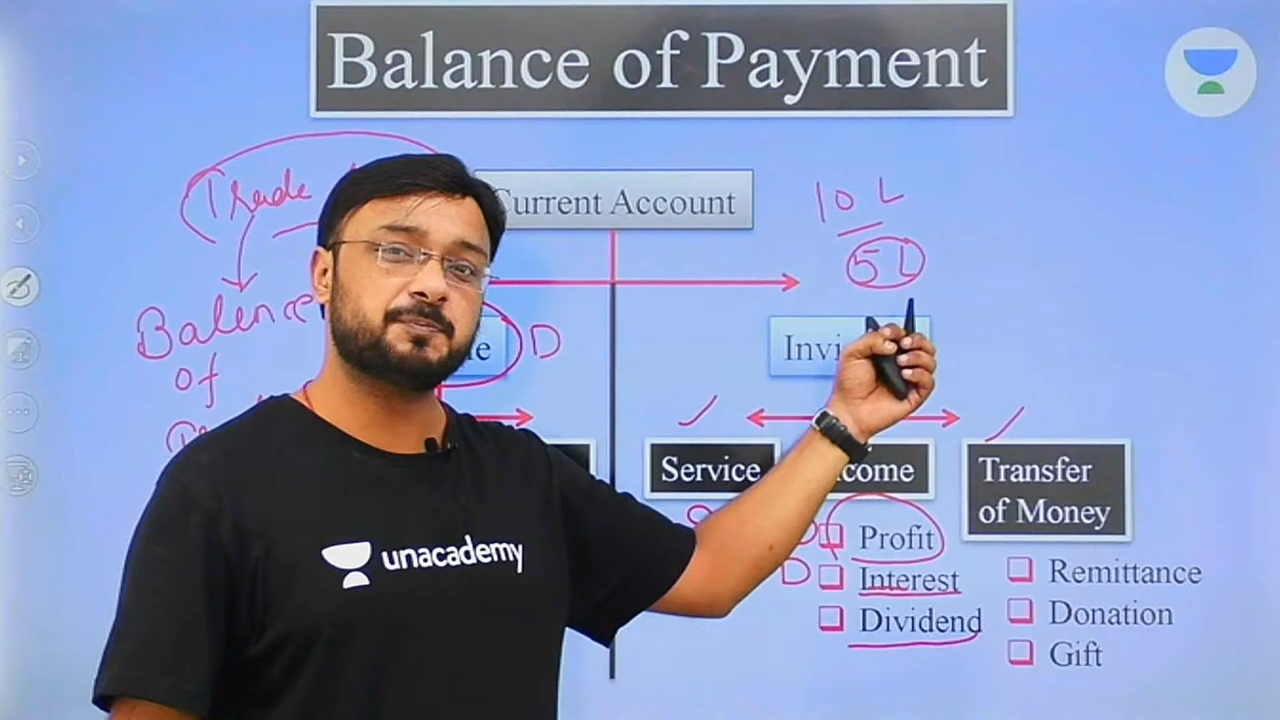 Balance of Payment
Trade
Current Account
10 L
5L
Balance
of
D
Service
Transfer
of Money
Profit
D
Interest
Dividend
Remittance
Donation
Gift
unacademy